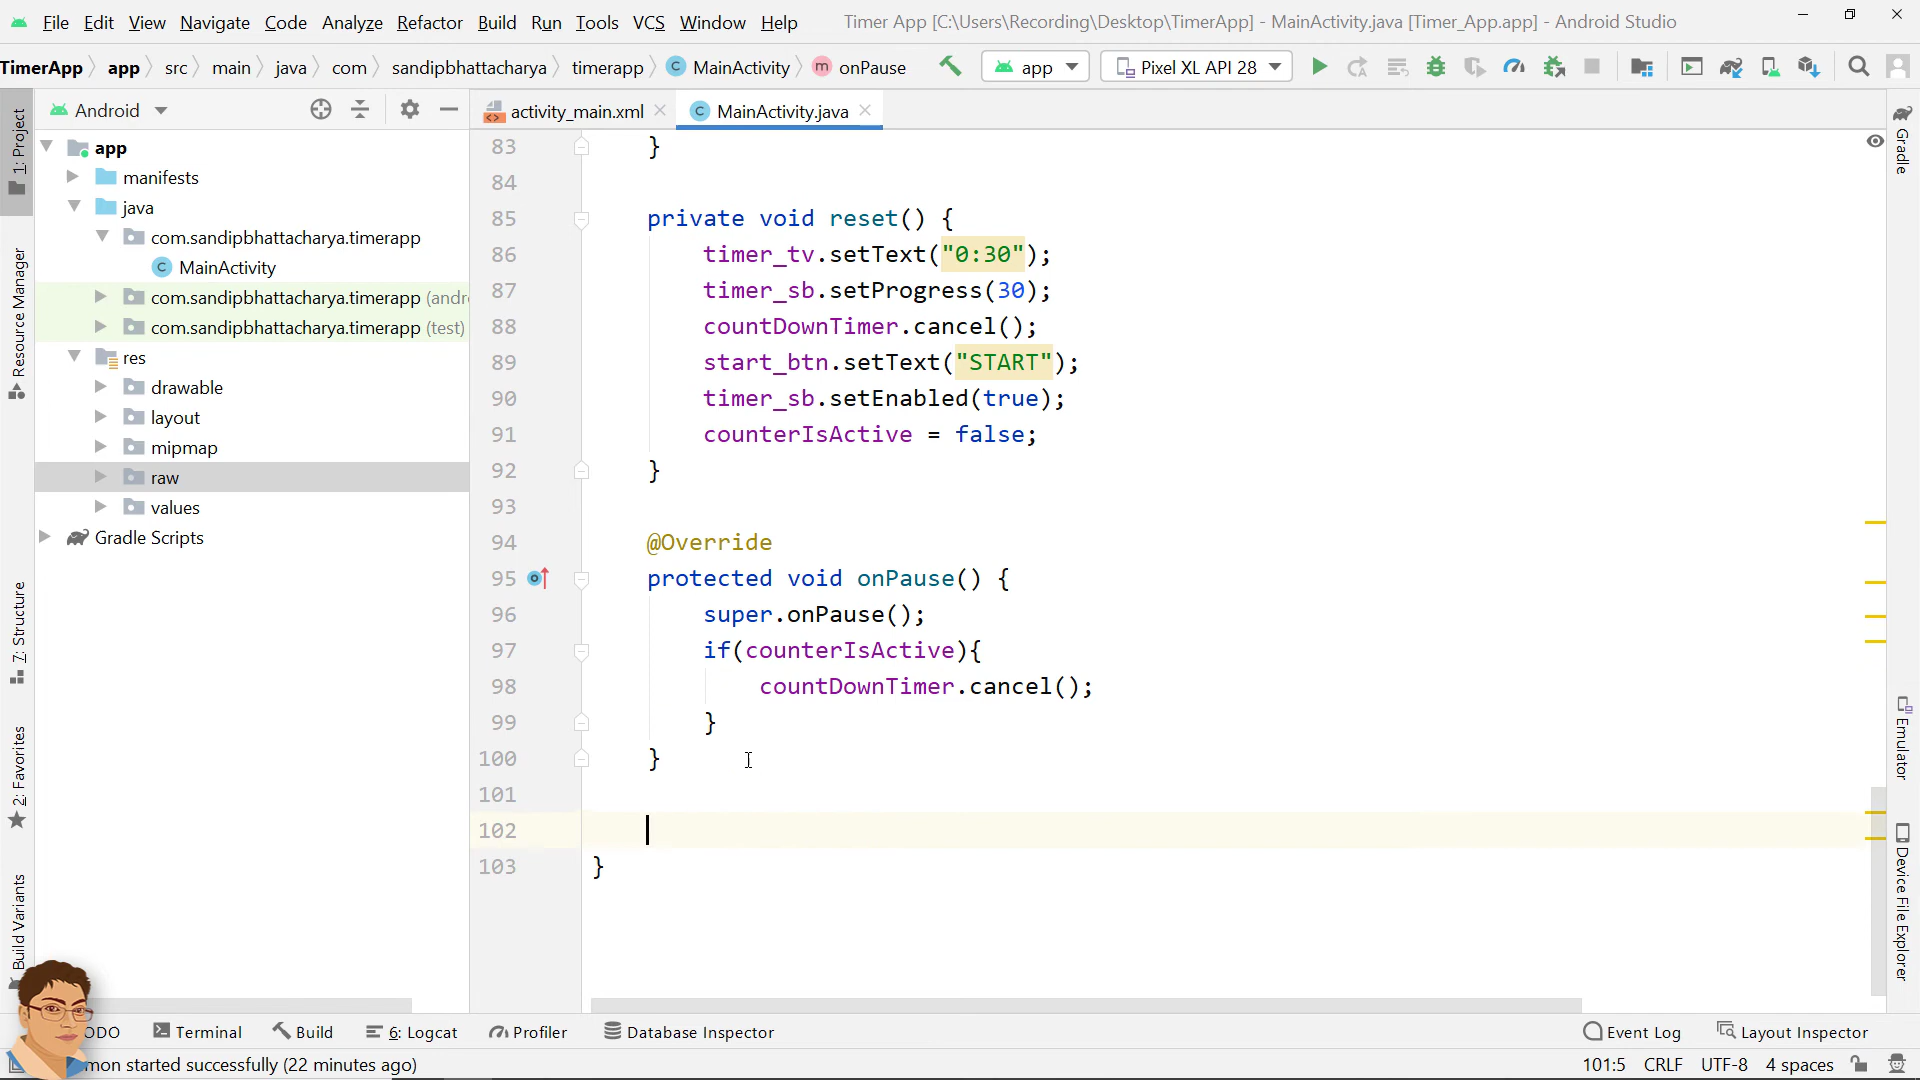 File Edit View Navigate Code Analyze Refactor Build Run Tools VCS Window Help Timer App [C:\Users\Recording\Desktop\TimerApp] - MainActivity.java [Timer_App.app] - Android Studio
TimerApp app src main java com sandipbhattacharya timerapp MainActivity onPause app Pixel XL API 28
Android
activity_main.xml MainActivity.java
1: Project
Resource Manager
7: Structure
2: Favorites
Build Variants
app
manifests
java
com.sandipbhattacharya.timerapp
MainActivity
com.sandipbhattacharya.timerapp (andr
com.sandipbhattacharya.timerapp (test)
res
drawable
layout
mipmap
raw
values
Gradle Scripts
83 }
84
85 private void reset() {
86 timer_tv.setText("0:30");
87 timer_sb.setProgress(30);
88 countDownTimer.cancel();
89 start_btn.setText("START");
90 timer_sb.setEnabled(true);
91 counterIsActive = false;
92 }
93
94 @Override
95 protected void onPause() {
96 super.onPause();
97 if(counterIsActive){
98 countDownTimer.cancel();
99 }
100 }
101
102
103 }
Gradle
Emulator
Device File Explorer
ODO Terminal Build 6: Logcat Profiler Database Inspector Event Log Layout Inspector
mon started successfully (22 minutes ago) 101:5 CRLF UTF-8 4 spaces